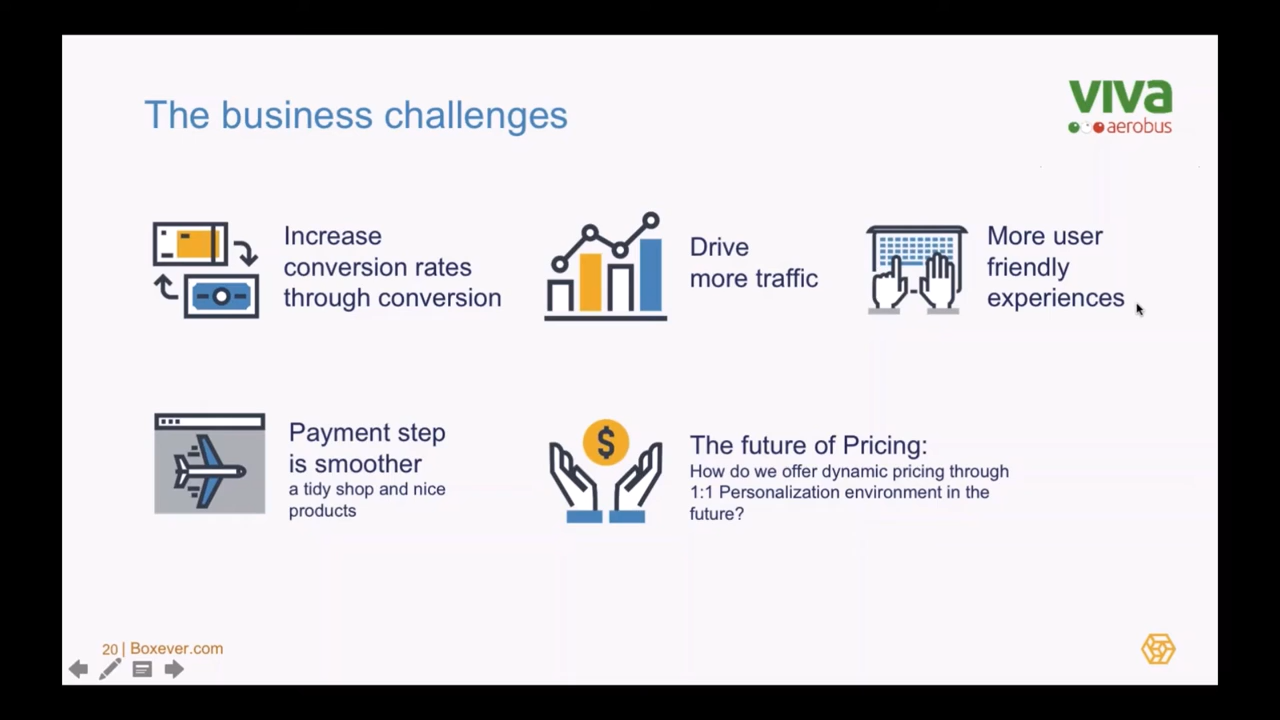 The business challenges
viva
aerobus
Increase
conversion rates
through conversion
Drive
more traffic
More user
friendly
experiences
Payment step
is smoother
a tidy shop and nice
products
$
The future of Pricing:
How do we offer dynamic pricing through
1:1 Personalization environment in the
future?
20 | Boxever.com